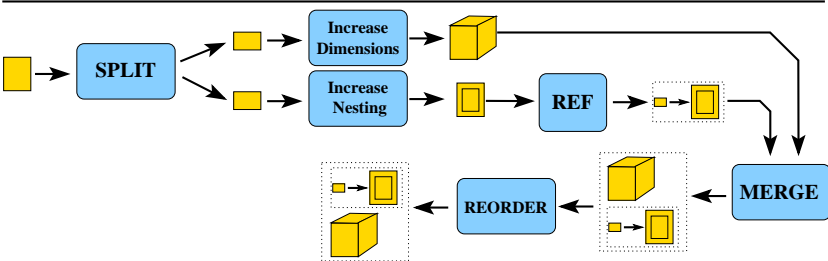 Increase
Dimensions
SPLIT
Increase
Nesting
REF
MERGE
REORDER